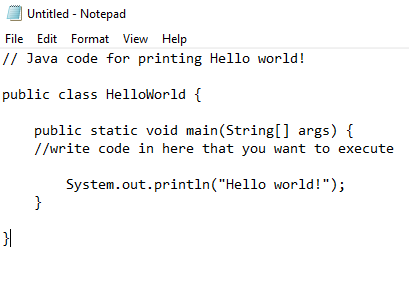 Untitled - Notepad
File Edit Format View Help
// Java code for printing Hello world!
public class HelloWorld {
public static void main(String[] args) {
//write code in here that you want to execute
System.out.println("Hello world!");
}
}